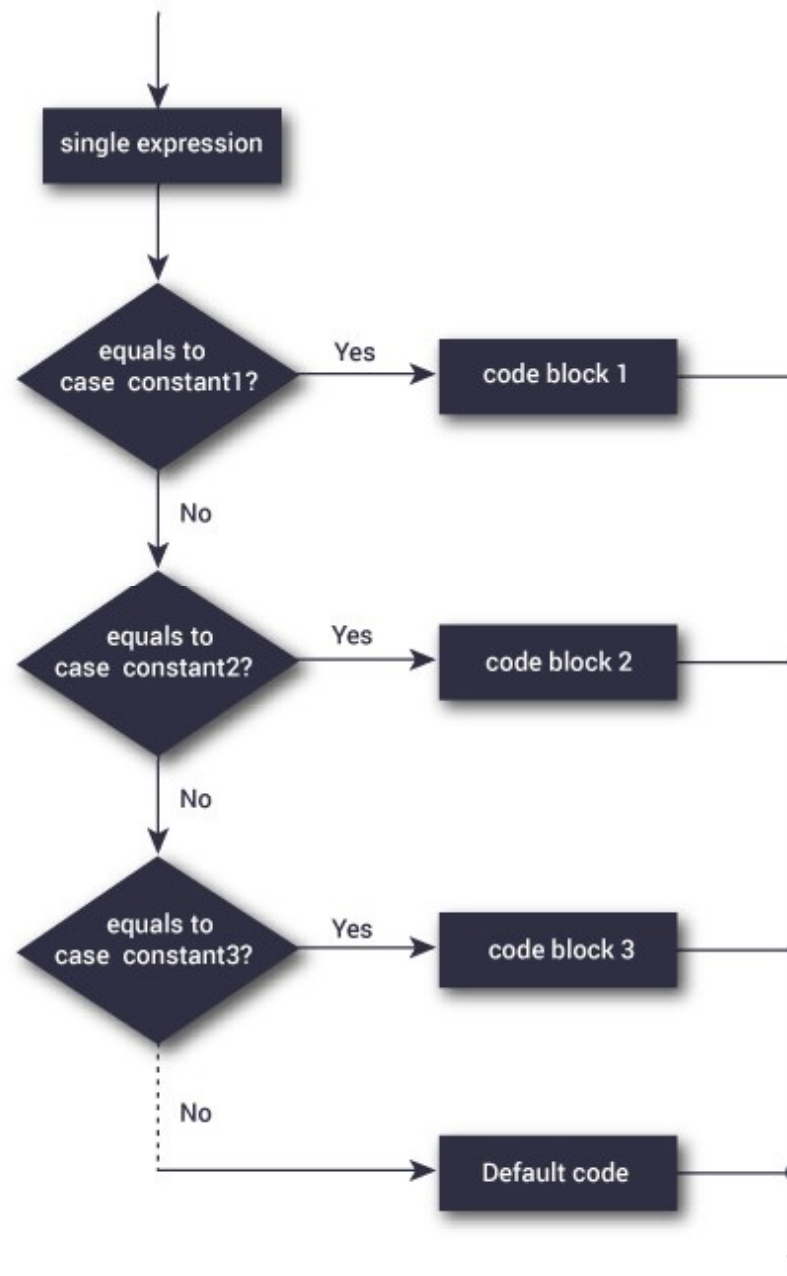 single expression
equals to
case constant1?
Yes
code block 1
No
equals to
case constant2?
Yes
code block 2
No
equals to
case constant3?
Yes
code block 3
No
Default code